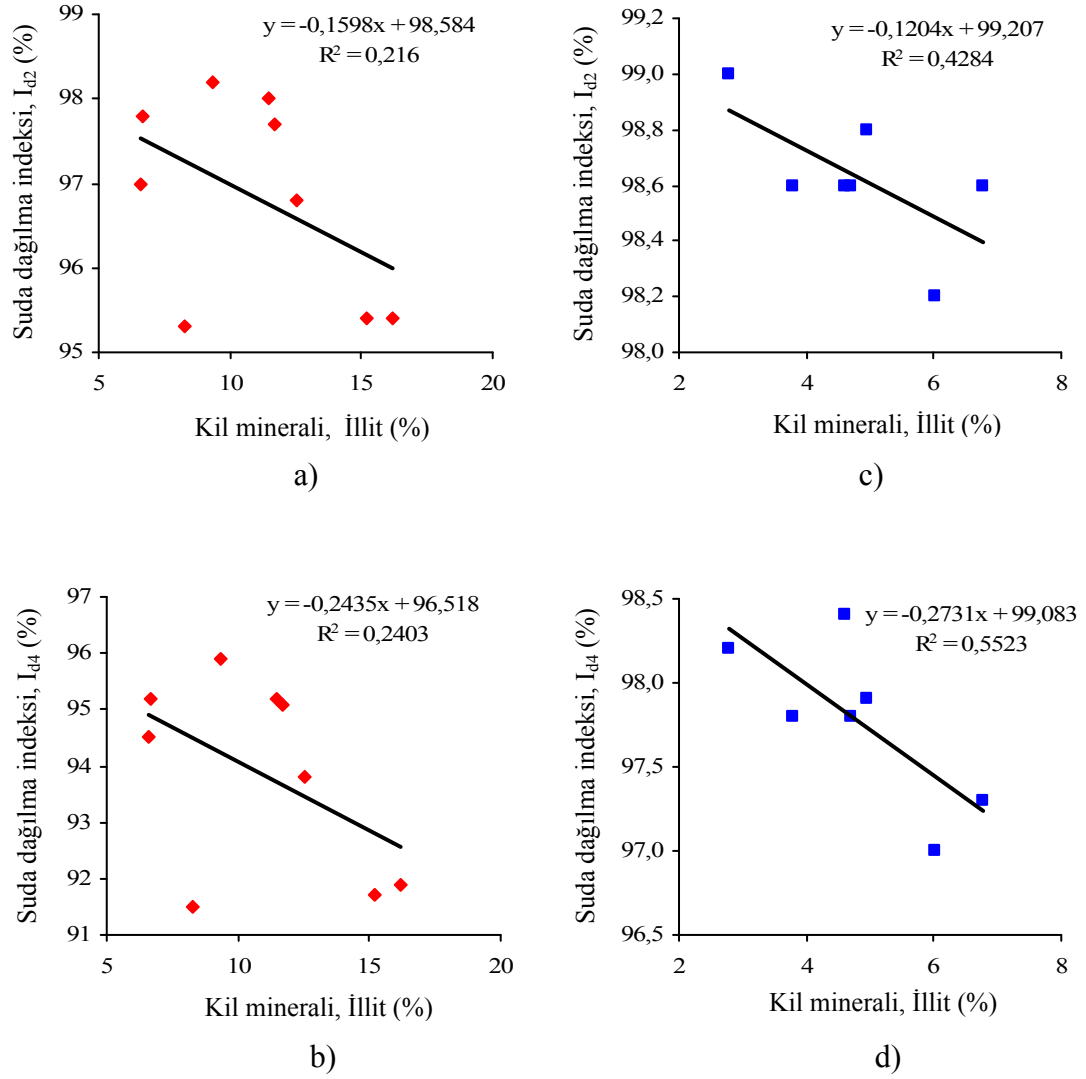 y = -0,1598x + 98,584
R² = 0,216
Suda dağılma indeksi, I_d2 (%)
99
98
97
96
95
5 10 15 20
Kil minerali, İllit (%)
a)
y = -0,1204x + 99,207
R² = 0,4284
Suda dağılma indeksi, I_d2 (%)
99,2
99,0
98,8
98,6
98,4
98,2
98,0
2 4 6 8
Kil minerali, İllit (%)
c)
y = -0,2435x + 96,518
R² = 0,2403
Suda dağılma indeksi, I_d4 (%)
97
96
95
94
93
92
91
5 10 15 20
Kil minerali, İllit (%)
b)
y = -0,2731x + 99,083
R² = 0,5523
Suda dağılma indeksi, I_d4 (%)
98,5
98,0
97,5
97,0
96,5
2 4 6 8
Kil minerali, İllit (%)
d)